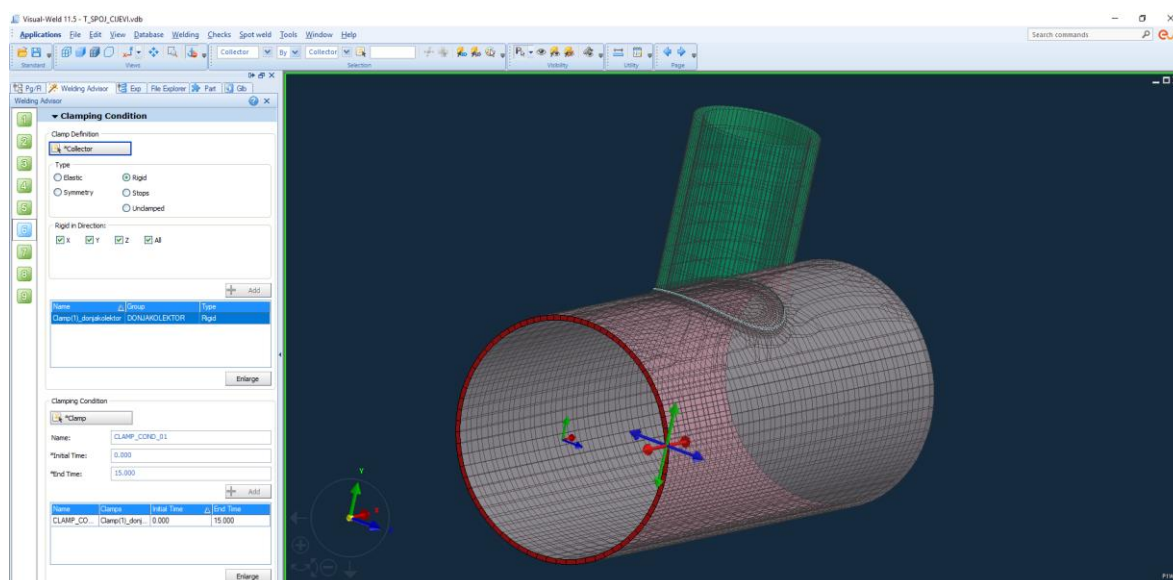 Visual-Weld 11.5 - T_SPOJ_CIJEVI.vdb
Applications File Edit View Database Welding Checks Spot weld Tools Window Help
Search commands
Collector By Collector
Standard Views Selection Visibility Utility Page
Pg/R Welding Advisor Exp File Explorer Part Glb
Welding Advisor
1
2
3
4
5
6
7
8
9
Clamping Condition
Clamp Definition
*Collector
Type
Elastic Rigid
Symmetry Stops
Unclamped
Rigid in Direction:
X Y Z All
Add
Name Group Type
Clamp(1)_donjakolektor DONJAKOLEKTOR Rigid
Enlarge
Clamping Condition
*Clamp
Name: CLAMP_COND_01
*Initial Time: 0.000
*End Time: 15.000
Add
Name Clamps Initial Time End Time
CLAMP_CO... Clamp(1)_donj... 0.000 15.000
Enlarge
Y